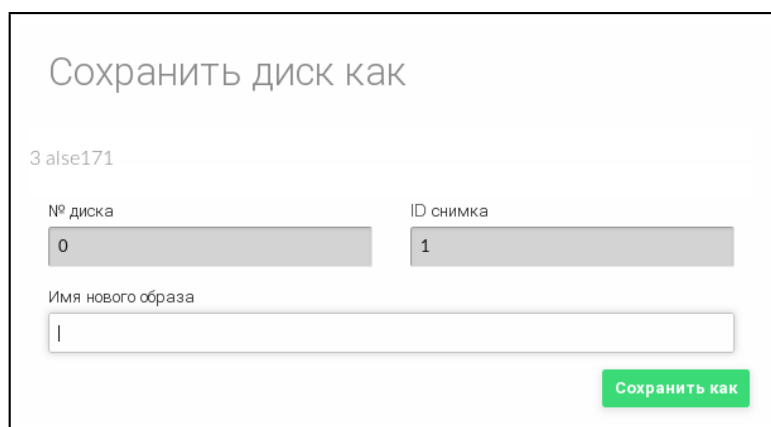 Сохранить диск как
3 alse171
№ диска
ID снимка
0
1
Имя нового образа
Сохранить как